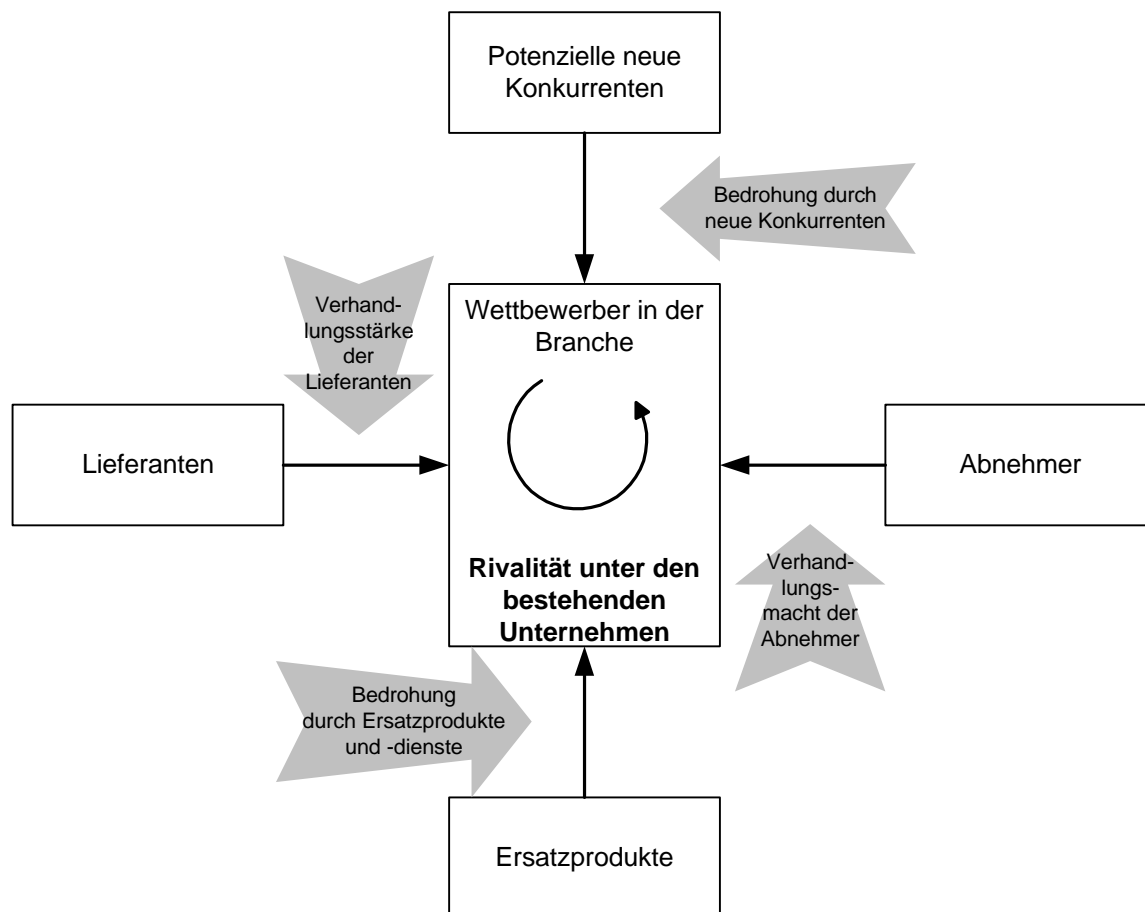 Potenzielle neue
Konkurrenten
Bedrohung durch
neue Konkurrenten
Verhand-
lungsstärke
der
Lieferanten
Wettbewerber in der
Branche
Lieferanten
Abnehmer
Rivalität unter den
bestehenden
Unternehmen
Verhand-
lungs-
macht der
Abnehmer
Bedrohung
durch Ersatzprodukte
und -dienste
Ersatzprodukte